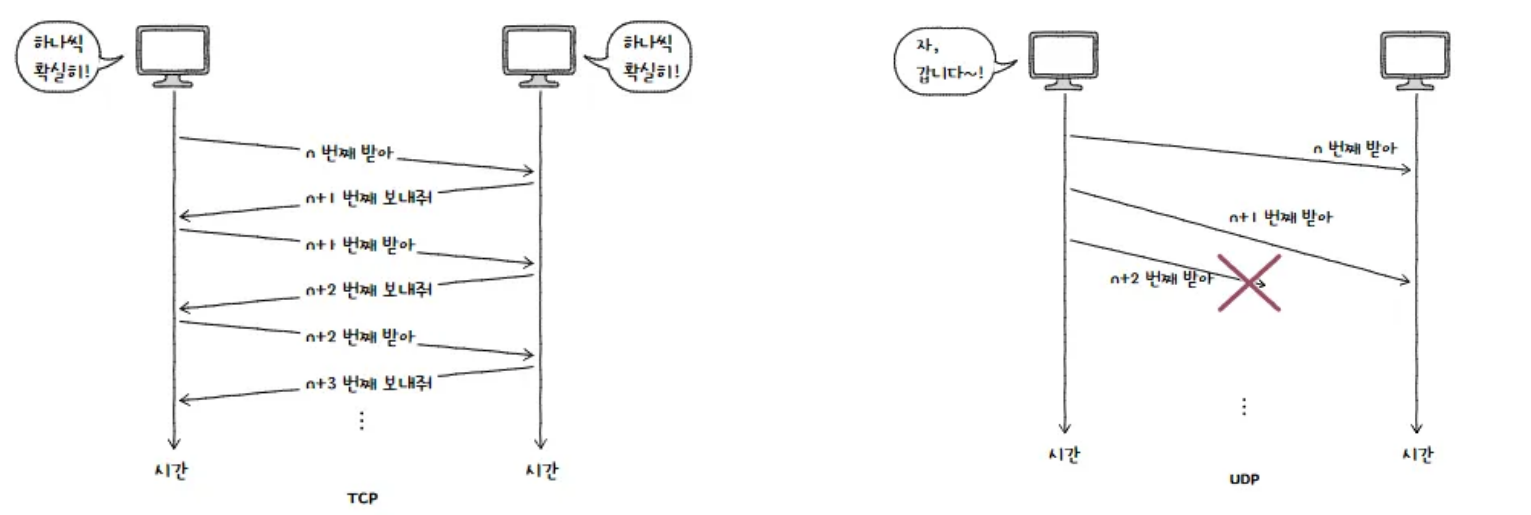 하나씩
확실히!
하나씩
확실히!
n 번째 받아
n+1 번째 보내줘
n+1 번째 받아
n+2 번째 보내줘
n+2 번째 받아
n+3 번째 보내줘
시간
시간
TCP
자,
갑니다~!
n 번째 받아
n+1 번째 받아
n+2 번째 받아
시간
시간
UDP